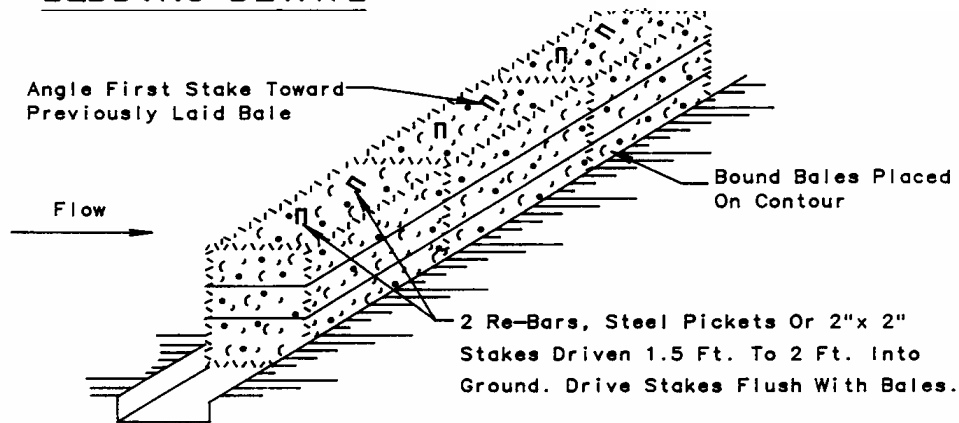 Angle First Stake Toward
Previously Laid Bale
Flow
Bound Bales Placed
On Contour
2 Re-Bars, Steel Pickets Or 2"x 2"
Stakes Driven 1.5 Ft. To 2 Ft. Into
Ground. Drive Stakes Flush With Bales.